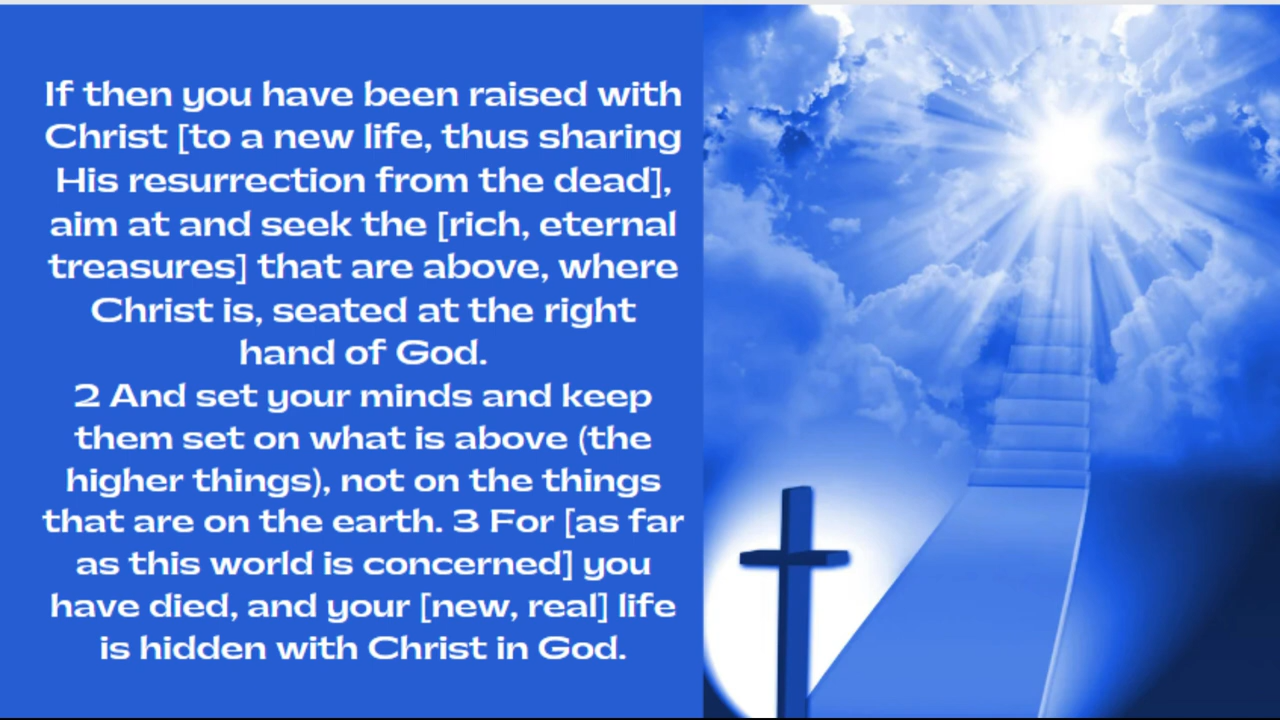 If then you have been raised with
Christ [to a new life, thus sharing
His resurrection from the dead],
aim at and seek the [rich, eternal
treasures] that are above, where
Christ is, seated at the right
hand of God.
2 And set your minds and keep
them set on what is above (the
higher things), not on the things
that are on the earth. 3 For [as far
as this world is concerned] you
have died, and your [new, real] life
is hidden with Christ in God.